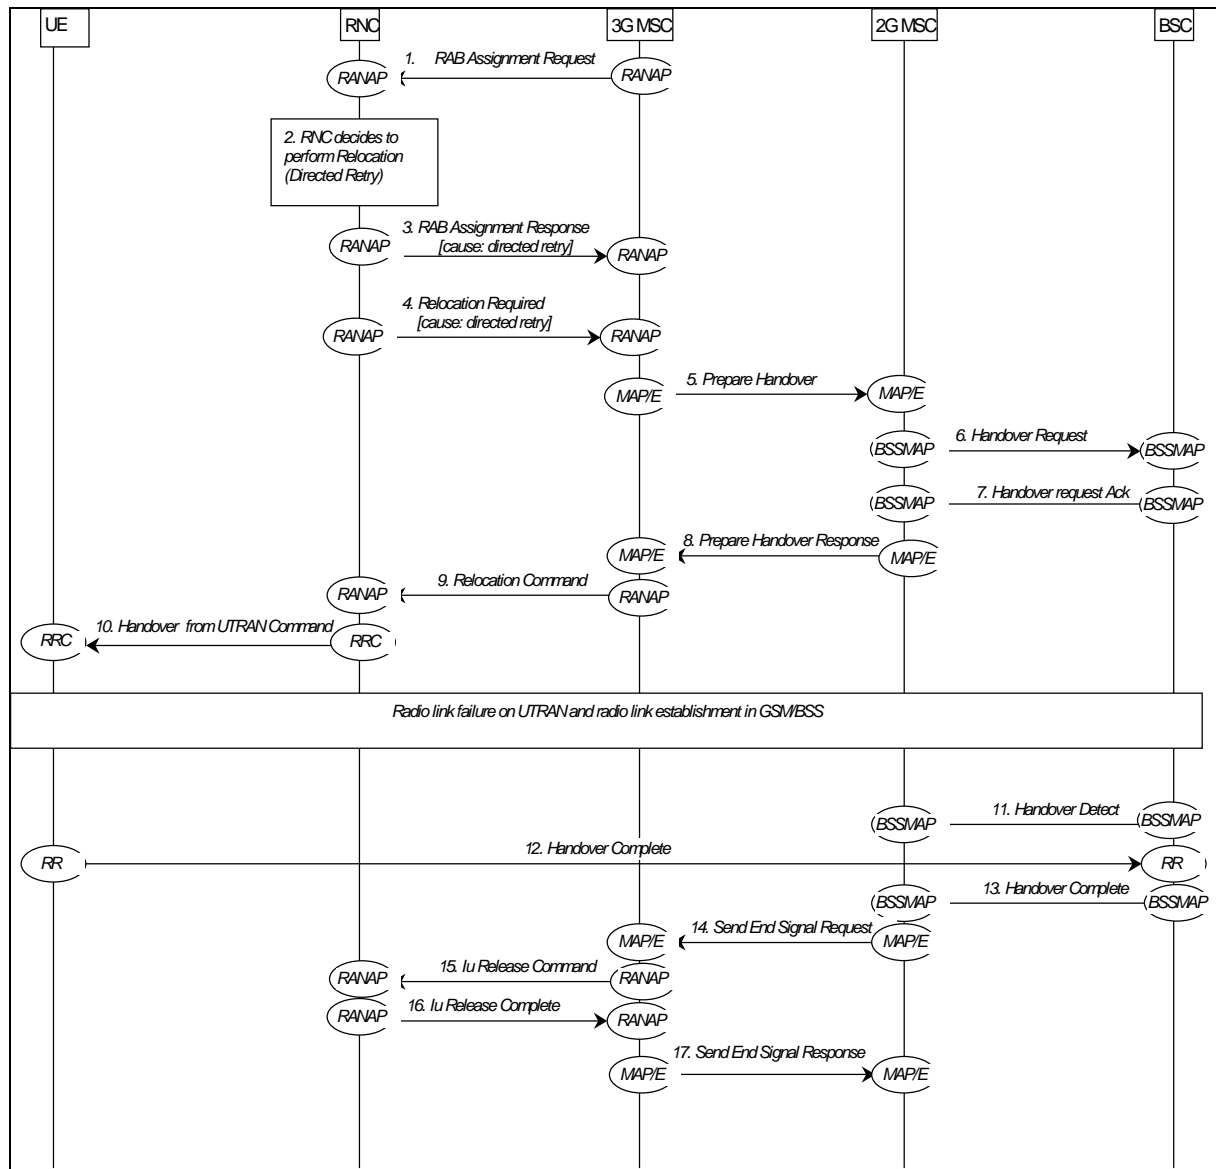 UE RNC 3G MSC 2G MSC BSC
1. RAB Assignment Request
RANAP RANAP
2. RNC decides to
perform Relocation
(Directed Retry)
3. RAB Assignment Response
[cause: directed retry]
RANAP RANAP
4. Relocation Required
[cause: directed retry]
RANAP RANAP
5. Prepare Handover
MAP/E MAP/E
6. Handover Request
BSSMAP BSSMAP
7. Handover request Ack
BSSMAP BSSMAP
8. Prepare Handover Response
MAP/E MAP/E
9. Relocation Command
RANAP RANAP
10. Handover from UTRAN Command
RRC RRC
Radio link failure on UTRAN and radio link establishment in GSM/BSS
11. Handover Detect
BSSMAP BSSMAP
12. Handover Complete
RR RR
13. Handover Complete
BSSMAP BSSMAP
14. Send End Signal Request
MAP/E MAP/E
15. Iu Release Command
RANAP RANAP
16. Iu Release Complete
RANAP RANAP
17. Send End Signal Response
MAP/E MAP/E